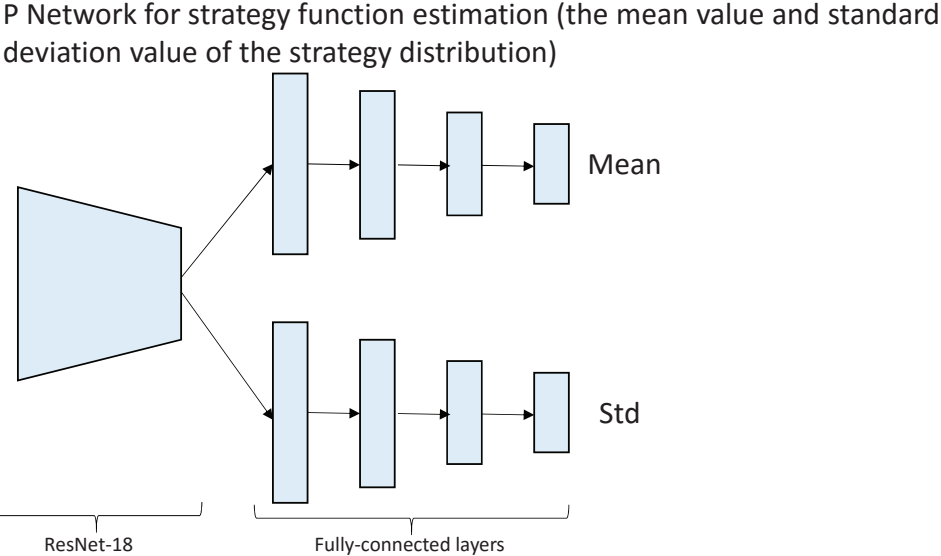 P Network for strategy function estimation (the mean value and standard
deviation value of the strategy distribution)
Mean
Std
ResNet-18
Fully-connected layers